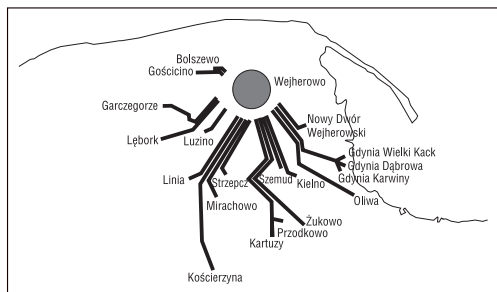 Bolszewo
Gościcino
Wejherowo
Garczegorze
Nowy Dwór
Wejherowski
Lębork
Luzino
Gdynia Wielki Kack
Gdynia Dąbrowa
Gdynia Karwiny
Linia
Strzepcz
Szemud
Kielno
Mirachowo
Oliwa
Żukowo
Przodkowo
Kartuzy
Kościerzyna